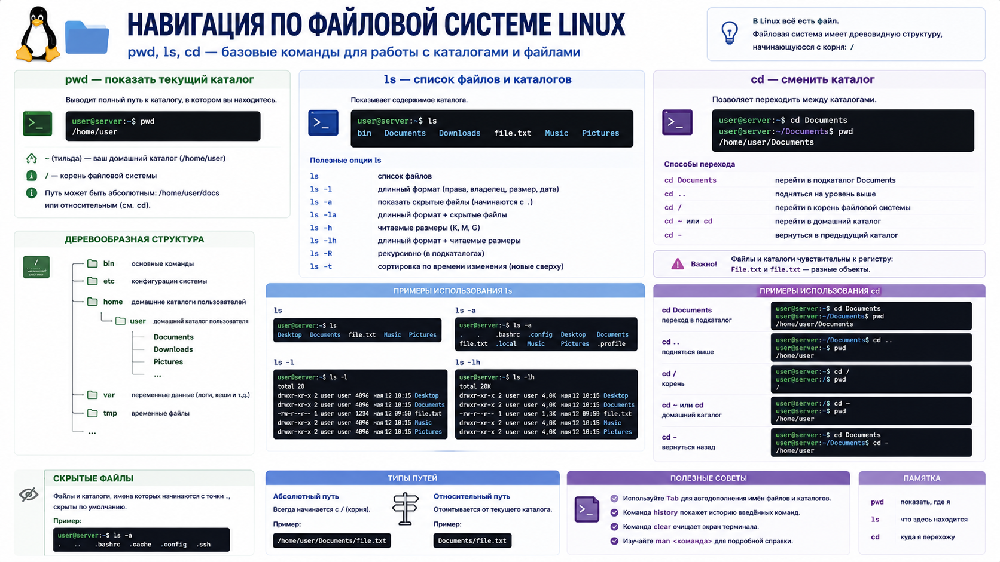 НАВИГАЦИЯ ПО ФАЙЛОВОЙ СИСТЕМЕ LINUX
pwd, ls, cd — базовые команды для работы с каталогами и файлами
В Linux всё есть файл.
Файловая система имеет древовидную структуру,
начинающуюся с корня: /
pwd — показать текущий каталог
Выводит полный путь к каталогу, в котором вы находитесь.
>_
user@server:~$ pwd
/home/user
~ (тильда) — ваш домашний каталог (/home/user)
/ — корень файловой системы
Путь может быть абсолютным: /home/user/docs
или относительным (см. cd).
ls — список файлов и каталогов
Показывает содержимое каталога.
>_
user@server:~$ ls
bin Documents Downloads file.txt Music Pictures
Полезные опции ls
ls список файлов
ls -l длинный формат (права, владелец, размер, дата)
ls -a показать скрытые файлы (начинаются с .)
ls -la длинный формат + скрытые файлы
ls -h читаемые размеры (K, M, G)
ls -lh длинный формат + читаемые размеры
ls -R рекурсивно (в подкаталогах)
ls -t сортировка по времени изменения (новые сверху)
cd — сменить каталог
Позволяет переходить между каталогами.
>_
user@server:~$ cd Documents
user@server:~/Documents$ pwd
/home/user/Documents
Способы перехода
cd Documents перейти в подкаталог Documents
cd .. подняться на уровень выше
cd / перейти в корень файловой системы
cd ~ или cd перейти в домашний каталог
cd - вернуться в предыдущий каталог
Важно!
Файлы и каталоги чувствительны к регистру:
File.txt и file.txt — разные объекты.
ДЕРЕВООБРАЗНАЯ СТРУКТУРА
/
bin основные команды
etc конфигурации системы
home домашние каталоги пользователей
user домашний каталог пользователя
Documents
Downloads
Pictures
...
var переменные данные (логи, кеши и т.д.)
tmp временные файлы
...
ПРИМЕРЫ ИСПОЛЬЗОВАНИЯ ls
ls
user@server:~$ ls
Desktop Documents file.txt Music Pictures
ls -a
user@server:~$ ls -a
. . .bashrc .config Desktop Documents
file.txt .local Music Pictures .profile
ls -l
user@server:~$ ls -l
total 20
drwxr-xr-x 2 user user 4096 мая 12 10:15 Desktop
drwxr-xr-x 2 user user 4096 мая 12 10:15 Documents
-rw-r--r-- 1 user user 1234 мая 12 09:50 file.txt
drwxr-xr-x 2 user user 4096 мая 12 10:15 Music
drwxr-xr-x 2 user user 4096 мая 12 10:15 Pictures
ls -lh
user@server:~$ ls -lh
total 20K
drwxr-xr-x 2 user user 4,0K мая 12 10:15 Desktop
drwxr-xr-x 2 user user 4,0K мая 12 10:15 Documents
-rw-r--r-- 1 user user 1,3K мая 12 09:50 file.txt
drwxr-xr-x 2 user user 4,0K мая 12 10:15 Music
drwxr-xr-x 2 user user 4,0K мая 12 10:15 Pictures
ПРИМЕРЫ ИСПОЛЬЗОВАНИЯ cd
cd Documents
переход в подкаталог
user@server:~$ cd Documents
user@server:~/Documents$ pwd
/home/user/Documents
cd ..
подняться выше
user@server:~/Documents$ cd ..
user@server:~$ pwd
/home/user
cd /
корень
user@server:~$ cd /
user@server:/$ pwd
/
cd ~ или cd
домашний каталог
user@server:/$ cd ~
user@server:~$ pwd
/home/user
cd -
вернуться назад
user@server:~$ cd Documents
user@server:~/Documents$ cd -
/home/user
СКРЫТЫЕ ФАЙЛЫ
Файлы и каталоги, имена которых начинаются с точки .,
скрыты по умолчанию.
Пример:
user@server:~$ ls -a
. .. .bashrc .cache .config .ssh
ТИПЫ ПУТЕЙ
Абсолютный путь
Всегда начинается с / (корня).
Пример:
/home/user/Documents/file.txt
Относительный путь
Отчитывается от текущего каталога.
Пример:
Documents/file.txt
ПОЛЕЗНЫЕ СОВЕТЫ
>_
Используйте Tab для автодополнения имён файлов и каталогов.
Команда history покажет историю введённых команд.
Команда clear очищает экран терминала.
Изучайте man <команда> для подробной справки.
ПАМЯТКА
pwd показать, где я
ls что здесь находится
cd куда я перехожу